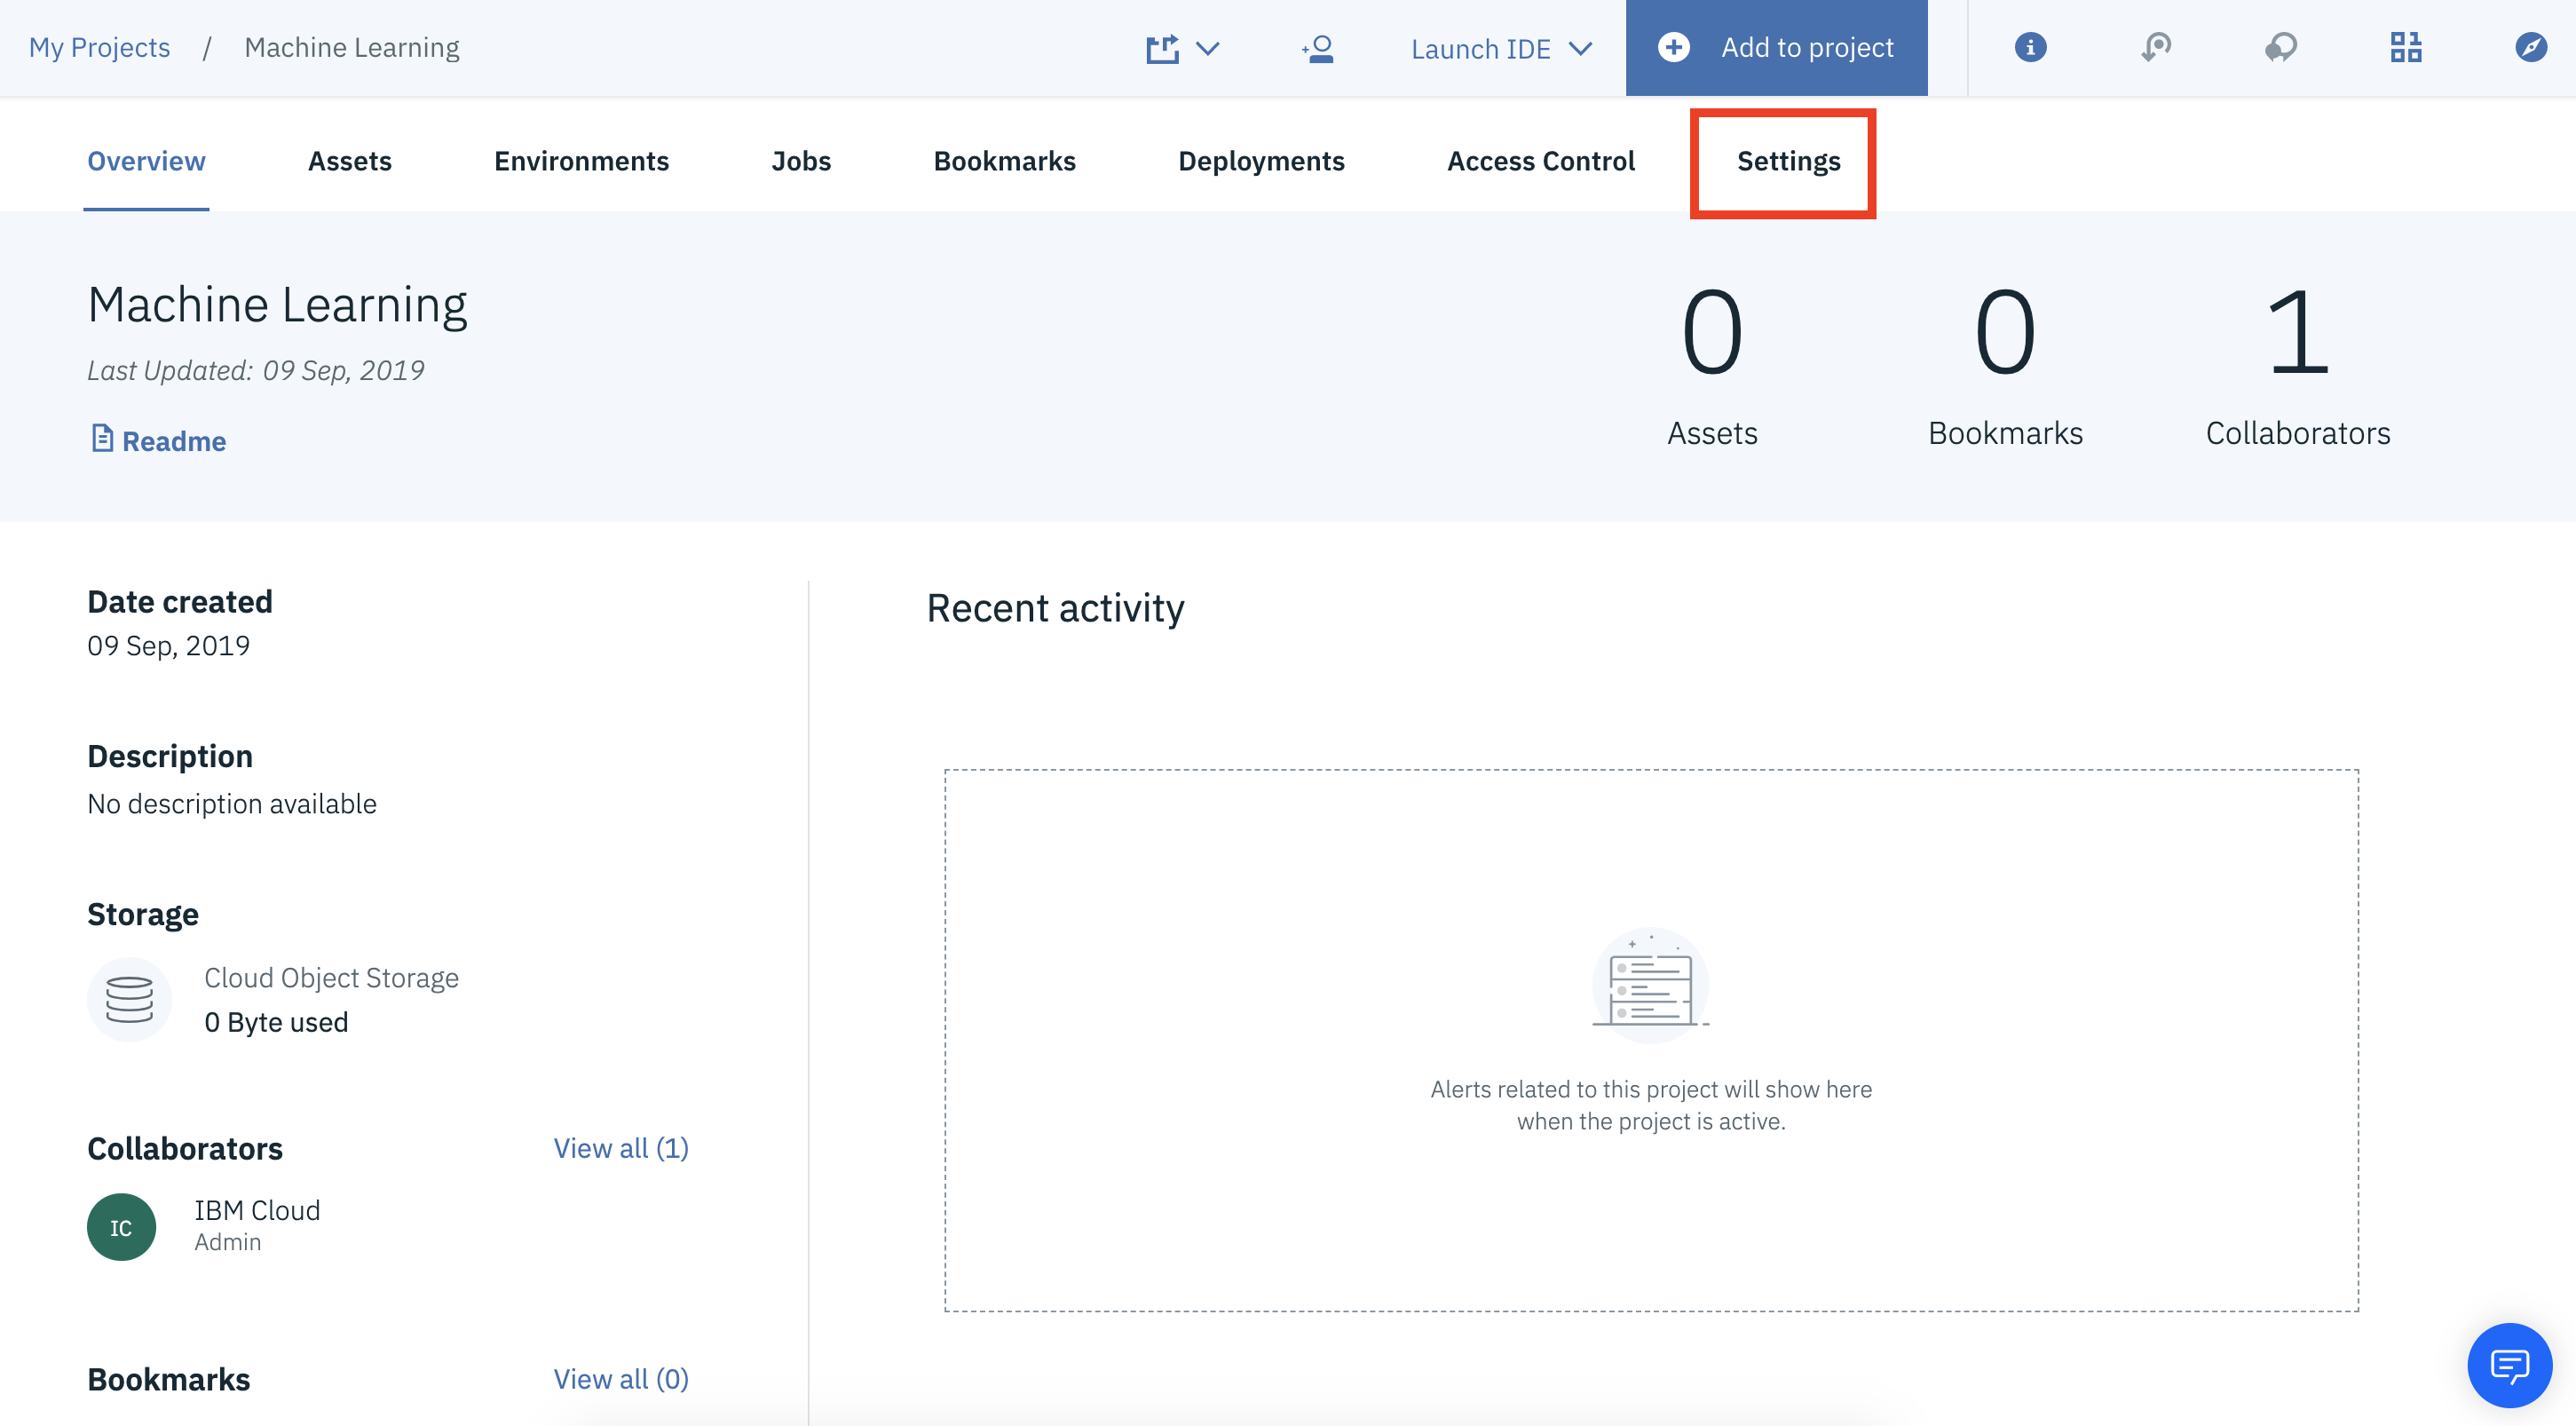 My Projects / Machine Learning
Launch IDE
Add to project
Overview
Assets
Environments
Jobs
Bookmarks
Deployments
Access Control
Settings
Machine Learning
Last Updated: 09 Sep, 2019
Readme
0
Assets
0
Bookmarks
1
Collaborators
Date created
09 Sep, 2019
Description
No description available
Storage
Cloud Object Storage
0 Byte used
Collaborators
View all (1)
IC
IBM Cloud
Admin
Bookmarks
View all (0)
Recent activity
Alerts related to this project will show here
when the project is active.